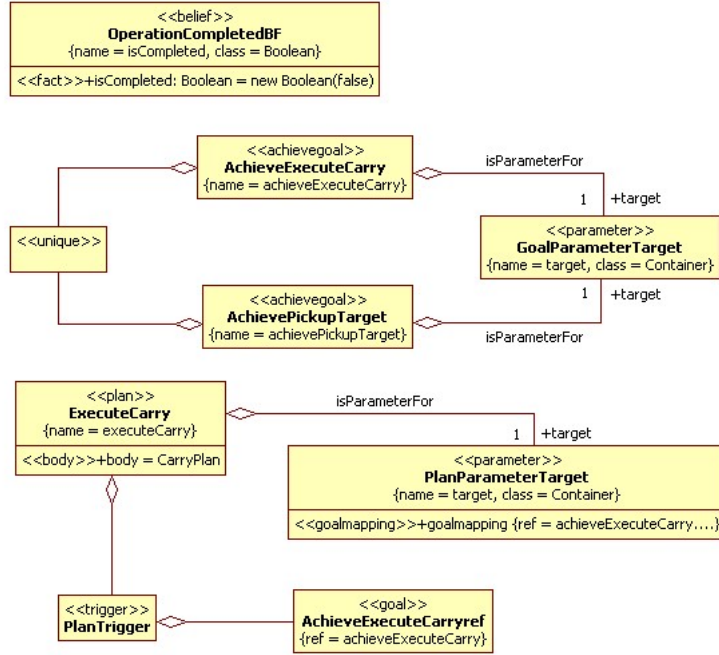 <<belief>>
OperationCompletedBF
{name = isCompleted, class = Boolean}
<<fact>>+isCompleted: Boolean = new Boolean(false)
<<achievegoal>>
AchieveExecuteCarry
{name = achieveExecuteCarry}
isParameterFor
1 +target
<<unique>>
<<parameter>>
GoalParameterTarget
{name = target, class = Container}
<<achievegoal>>
AchievePickupTarget
{name = achievePickupTarget}
1 +target
isParameterFor
<<plan>>
ExecuteCarry
{name = executeCarry}
<<body>>+body = CarryPlan
isParameterFor
1 +target
<<parameter>>
PlanParameterTarget
{name = target, class = Container}
<<goalmapping>>+goalmapping {ref = achieveExecuteCarry....}
<<trigger>>
PlanTrigger
<<goal>>
AchieveExecuteCarryref
{ref = achieveExecuteCarry}